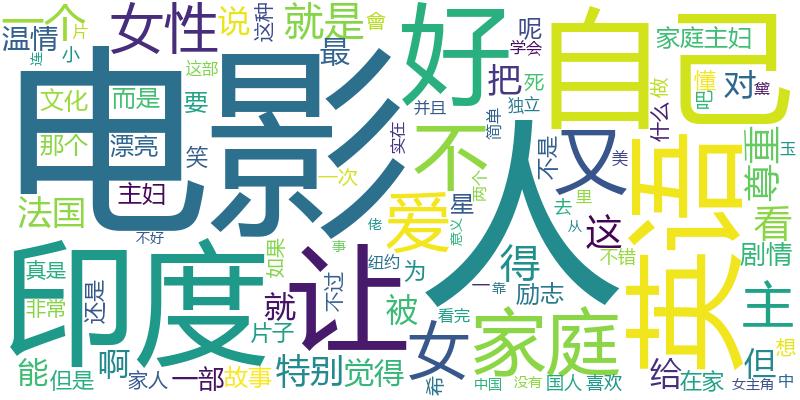 一个
片
女性
说
这种
就是
會
好
呢
学会
自己
家庭主妇
温情
连
小
这部
最
把
死
懂
吧
对
做
黛
电影
文化
而是
要
并且
独立
那个
漂亮
笑
实在
不
简单
不是
又
美
什么
英语
尊重
玉
主妇
一次
两个
人
法国
爱
星
去
里
看
不好
佬
意义
得
这
从
不错
剧情
印度
如果
事
让
纽约
为
真是
不过
一
靠
励志
主
非常
还是
就
被
看完
片子
女
家庭
但
想
能
但是
啊
家人
一部
故事
特别
觉得
希
中国
没有
国人
喜欢
给
在家
女主角
中